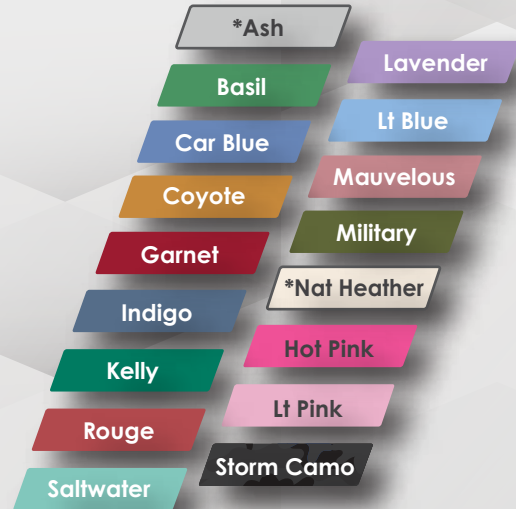 *Ash
Basil
Car Blue
Coyote
Garnet
Indigo
Kelly
Rouge
Saltwater
Lavender
Lt Blue
Mauvelous
Military
*Nat Heather
Hot Pink
Lt Pink
Storm Camo